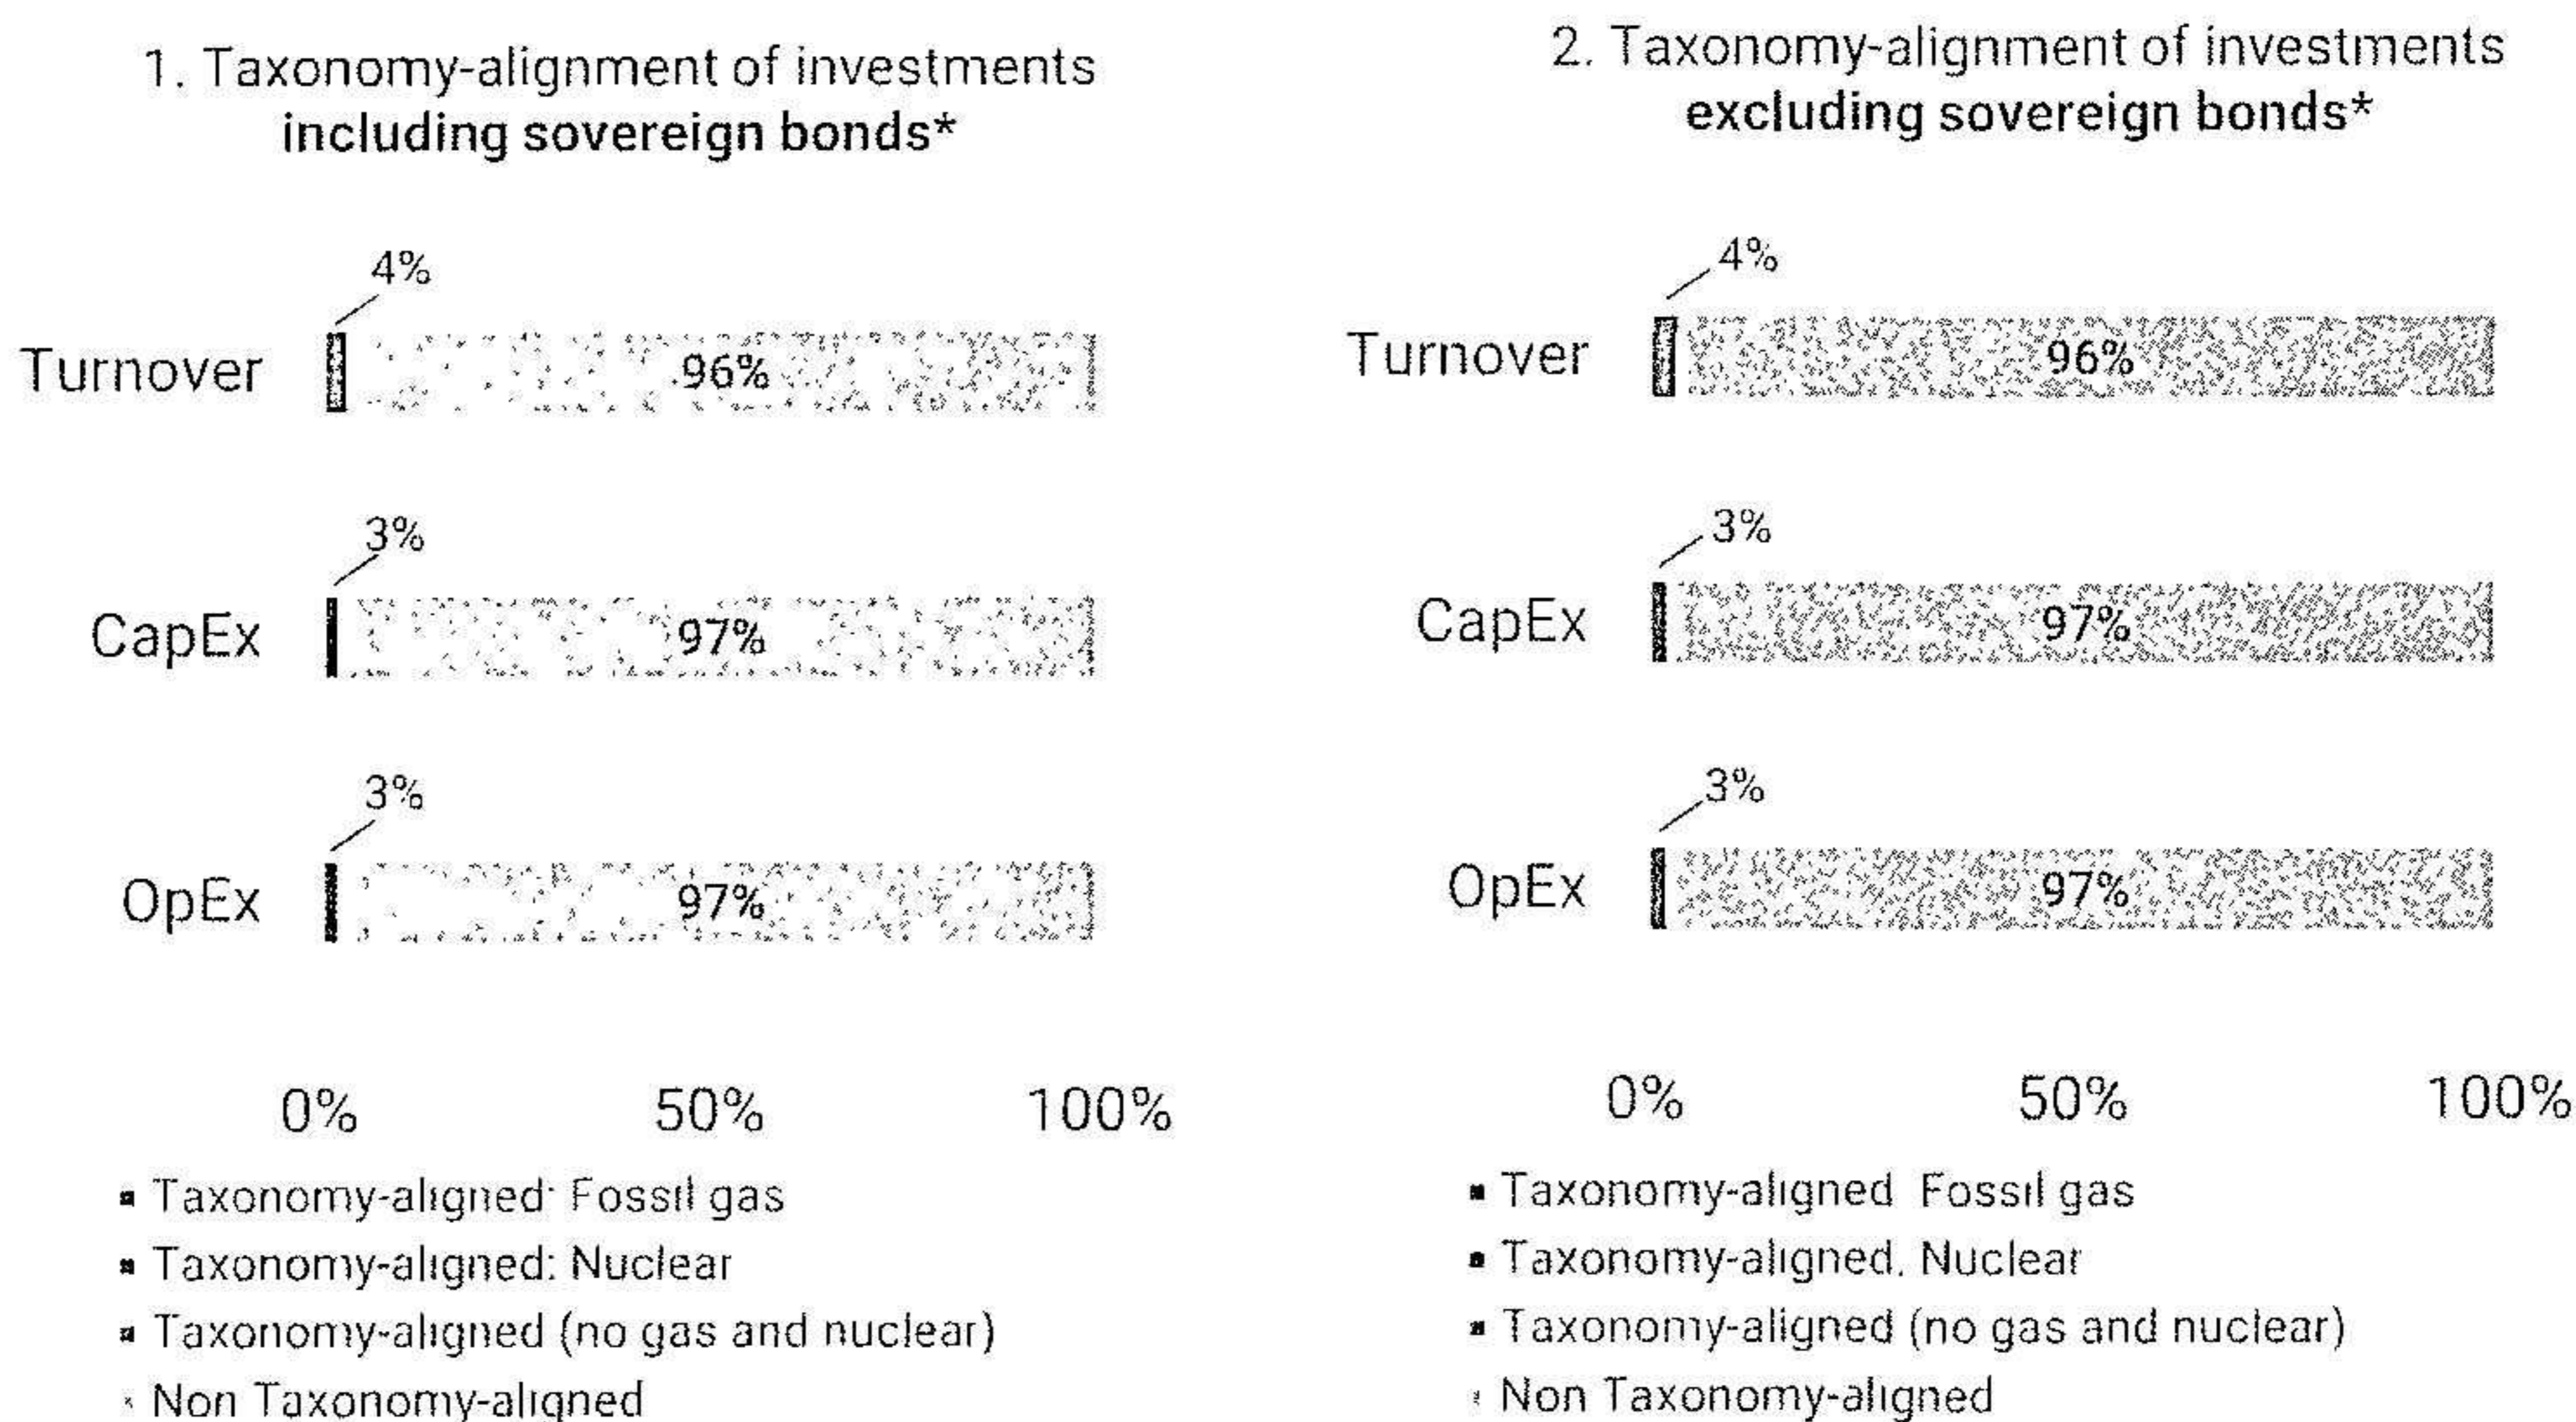 1. Taxonomy-alignment of investments
including sovereign bonds*
4%
Turnover
96%
3%
CapEx
97%
3%
OpEx
97%
0% 50% 100%
Taxonomy-aligned: Fossil gas
Taxonomy-aligned: Nuclear
Taxonomy-aligned (no gas and nuclear)
Non Taxonomy-aligned
2. Taxonomy-alignment of investments
excluding sovereign bonds*
4%
Turnover
96%
3%
CapEx
97%
3%
OpEx
97%
0% 50% 100%
Taxonomy-aligned Fossil gas
Taxonomy-aligned. Nuclear
Taxonomy-aligned (no gas and nuclear)
Non Taxonomy-aligned